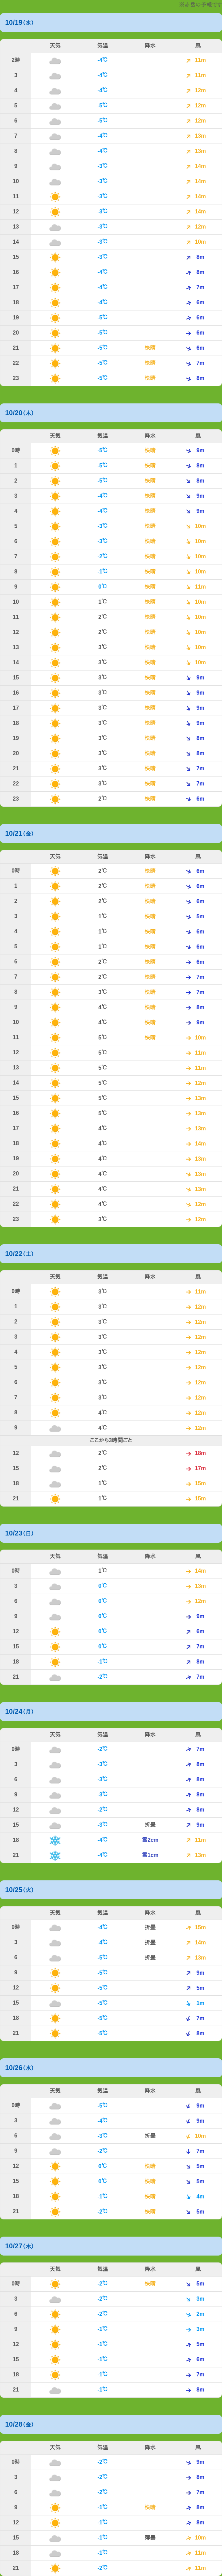 ※多品の予報です
10/19(水)
天気 気温 降水 風
2時 -4℃ 11m
3 -4℃ 11m
4 -4℃ 12m
5 -5℃ 12m
6 -5℃ 12m
7 -4℃ 13m
8 -4℃ 13m
9 -3℃ 14m
10 -3℃ 14m
11 -3℃ 14m
12 -3℃ 14m
13 -3℃ 12m
14 -3℃ 10m
15 -3℃ 8m
16 -4℃ 8m
17 -4℃ 7m
18 -4℃ 6m
19 -5℃ 6m
20 -5℃ 6m
21 -5℃ 快晴 6m
22 -5℃ 快晴 7m
23 -5℃ 快晴 8m
10/20(木)
天気 気温 降水 風
0時 -5℃ 快晴 9m
1 -5℃ 快晴 8m
2 -5℃ 快晴 8m
3 -4℃ 快晴 9m
4 -4℃ 快晴 9m
5 -3℃ 快晴 10m
6 -3℃ 快晴 10m
7 -2℃ 快晴 10m
8 -1℃ 快晴 10m
9 0℃ 快晴 11m
10 1℃ 快晴 10m
11 2℃ 快晴 10m
12 2℃ 快晴 10m
13 3℃ 快晴 10m
14 3℃ 快晴 10m
15 3℃ 快晴 9m
16 3℃ 快晴 9m
17 3℃ 快晴 9m
18 3℃ 快晴 9m
19 3℃ 快晴 8m
20 3℃ 快晴 8m
21 3℃ 快晴 7m
22 3℃ 快晴 7m
23 2℃ 快晴 6m
10/21(金)
天気 気温 降水 風
0時 2℃ 快晴 6m
1 2℃ 快晴 6m
2 2℃ 快晴 6m
3 1℃ 快晴 5m
4 1℃ 快晴 6m
5 1℃ 快晴 6m
6 2℃ 快晴 6m
7 2℃ 快晴 7m
8 3℃ 快晴 7m
9 4℃ 快晴 8m
10 4℃ 快晴 9m
11 5℃ 快晴 10m
12 5℃ 11m
13 5℃ 11m
14 5℃ 12m
15 5℃ 13m
16 5℃ 13m
17 4℃ 13m
18 4℃ 14m
19 4℃ 13m
20 4℃ 13m
21 4℃ 12m
22 4℃ 12m
23 3℃ 12m
10/22(土)
天気 気温 降水 風
0時 3℃ 11m
1 3℃ 12m
2 3℃ 12m
3 3℃ 12m
4 3℃ 12m
5 3℃ 12m
6 3℃ 12m
7 3℃ 12m
8 4℃ 12m
9 4℃ 12m
ここから3時間ごと
12 2℃ 18m
15 2℃ 17m
18 1℃ 15m
21 1℃ 15m
10/23(日)
天気 気温 降水 風
0時 1℃ 14m
3 0℃ 13m
6 0℃ 12m
9 0℃ 9m
12 0℃ 6m
15 0℃ 7m
18 -1℃ 8m
21 -2℃ 7m
10/24(月)
天気 気温 降水 風
0時 -2℃ 7m
3 -3℃ 8m
6 -3℃ 8m
9 -3℃ 8m
12 -2℃ 8m
15 -3℃ 折曇 9m
18 -4℃ 雪2cm 11m
21 -4℃ 雪1cm 13m
10/25(火)
天気 気温 降水 風
0時 -4℃ 折曇 15m
3 -4℃ 折曇 14m
6 -5℃ 折曇 13m
9 -5℃ 9m
12 -5℃ 5m
15 -5℃ 1m
18 -5℃ 7m
21 -5℃ 8m
10/26(水)
天気 気温 降水 風
0時 -5℃ 9m
3 -4℃ 9m
6 -3℃ 折曇 10m
9 -2℃ 7m
12 0℃ 快晴 5m
15 0℃ 快晴 5m
18 -1℃ 快晴 4m
21 -2℃ 快晴 5m
10/27(木)
天気 気温 降水 風
0時 -2℃ 快晴 5m
3 -2℃ 3m
6 -2℃ 2m
9 -1℃ 3m
12 -1℃ 5m
15 -1℃ 6m
18 -1℃ 7m
21 -1℃ 8m
10/28(金)
天気 気温 降水 風
0時 -2℃ 9m
3 -2℃ 8m
6 -2℃ 7m
9 -1℃ 快晴 8m
12 -1℃ 8m
15 -1℃ 薄曇 10m
18 -1℃ 11m
21 -2℃ 11m